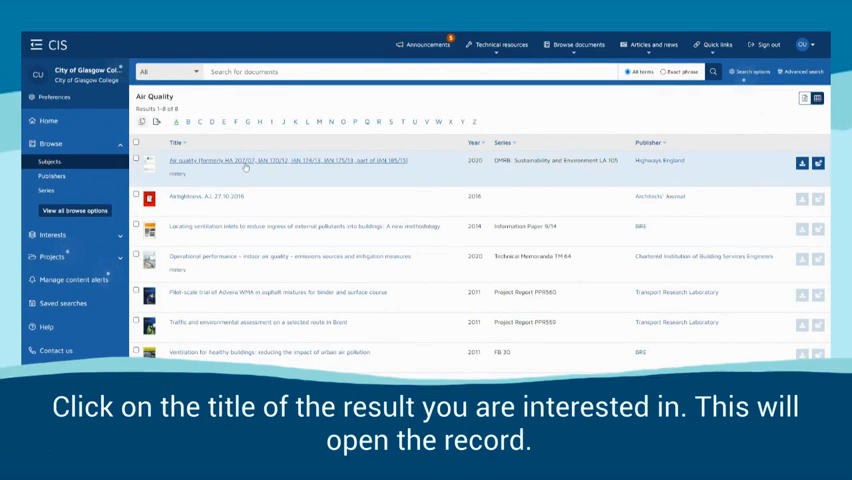 CIS
Announcements
5
Technical resources
Browse documents
Articles and news
Quick links
Sign out
CU
CU
City of Glasgow Col...
City of Glasgow College
All
Search for documents
All terms
Exact phrase
Search options
Advanced search
Preferences
Home
Browse
Subjects
Publishers
Series
View all browse options
Interests
Projects
Manage content alerts
Saved searches
Help
Contact us
Air Quality
Results 1-8 of 8
A B C D E F G H I J K L M N O P Q R S T U V W X Y Z
Title Year Series Publisher
Air quality (formerly HA 207/07, IAN 170/12, IAN 174/13, IAN 175/13, part of IAN 185/15) 2020 DMRB: Sustainability and Environment LA 105 Highways England
History
Airtightness. AJ. 27.10.2016 2016 Architects' Journal
Locating ventilation inlets to reduce ingress of external pollutants into buildings: A new methodology 2014 Information Paper 9/14 BRE
Operational performance - indoor air quality - emissions sources and mitigation measures 2020 Technical Memoranda TM 64 Chartered Institution of Building Services Engineers
History
Pilot-scale trial of Advera WMA in asphalt mixtures for binder and surface course 2011 Project Report PPR560 Transport Research Laboratory
Traffic and environmental assessment on a selected route in Brent 2011 Project Report PPR559 Transport Research Laboratory
Ventilation for healthy buildings: reducing the impact of urban air pollution 2011 FB 30 BRE
Click on the title of the result you are interested in. This will
open the record.